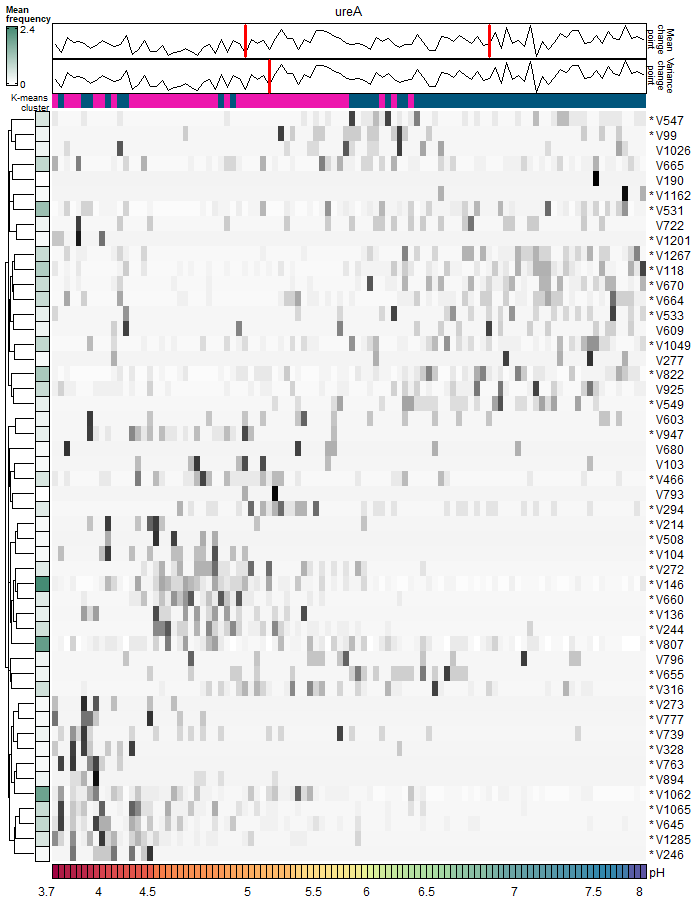 ureA
Mean
frequency
2.4
0
Mean
change
point
Variance
change
point
K-means
cluster
* V547
* V99
V1026
* V665
V190
* V1162
* V531
V722
* V1201
* V1267
* V118
* V670
* V664
* V533
V609
* V1049
V277
* V822
V925
* V549
V603
* V947
V680
V103
* V466
V793
* V294
* V214
* V508
* V104
* V272
* V146
* V660
* V136
* V244
* V807
V796
* V655
* V316
* V273
* V777
* V739
* V328
* V763
* V894
* V1062
* V1065
* V645
* V1285
* V246
pH
3.7 4 4.5 5 5.5 6 6.5 7 7.5 8